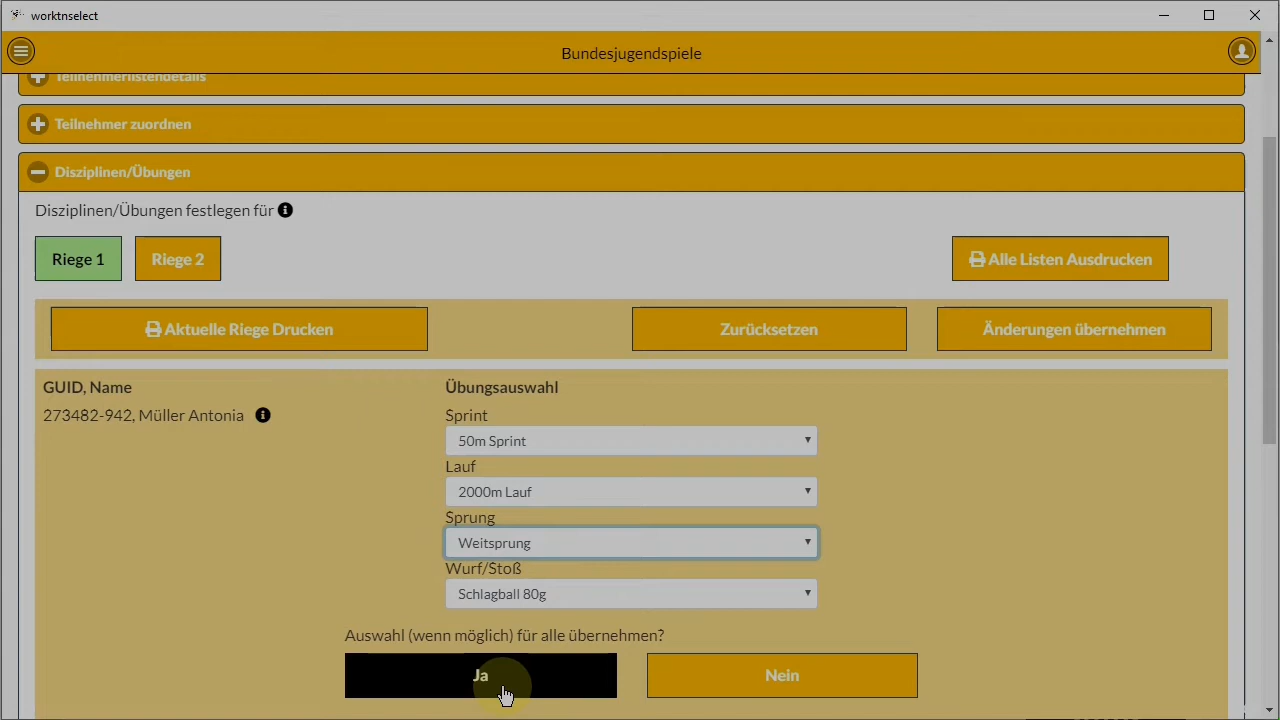 worktnselect
Bundesjugendspiele
Teilnehmerlistendetails
Teilnehmer zuordnen
Disziplinen/Übungen
Disziplinen/Übungen festlegen für
Riege 1 Riege 2 Alle Listen Ausdrucken
Aktuelle Riege Drucken Zurücksetzen Änderungen übernehmen
GUID, Name Übungsauswahl
273482-942, Müller Antonia Sprint
50m Sprint
Lauf
2000m Lauf
Sprung
Weitsprung
Wurf/Stoß
Schlagball 80g
Auswahl (wenn möglich) für alle übernehmen?
Ja Nein